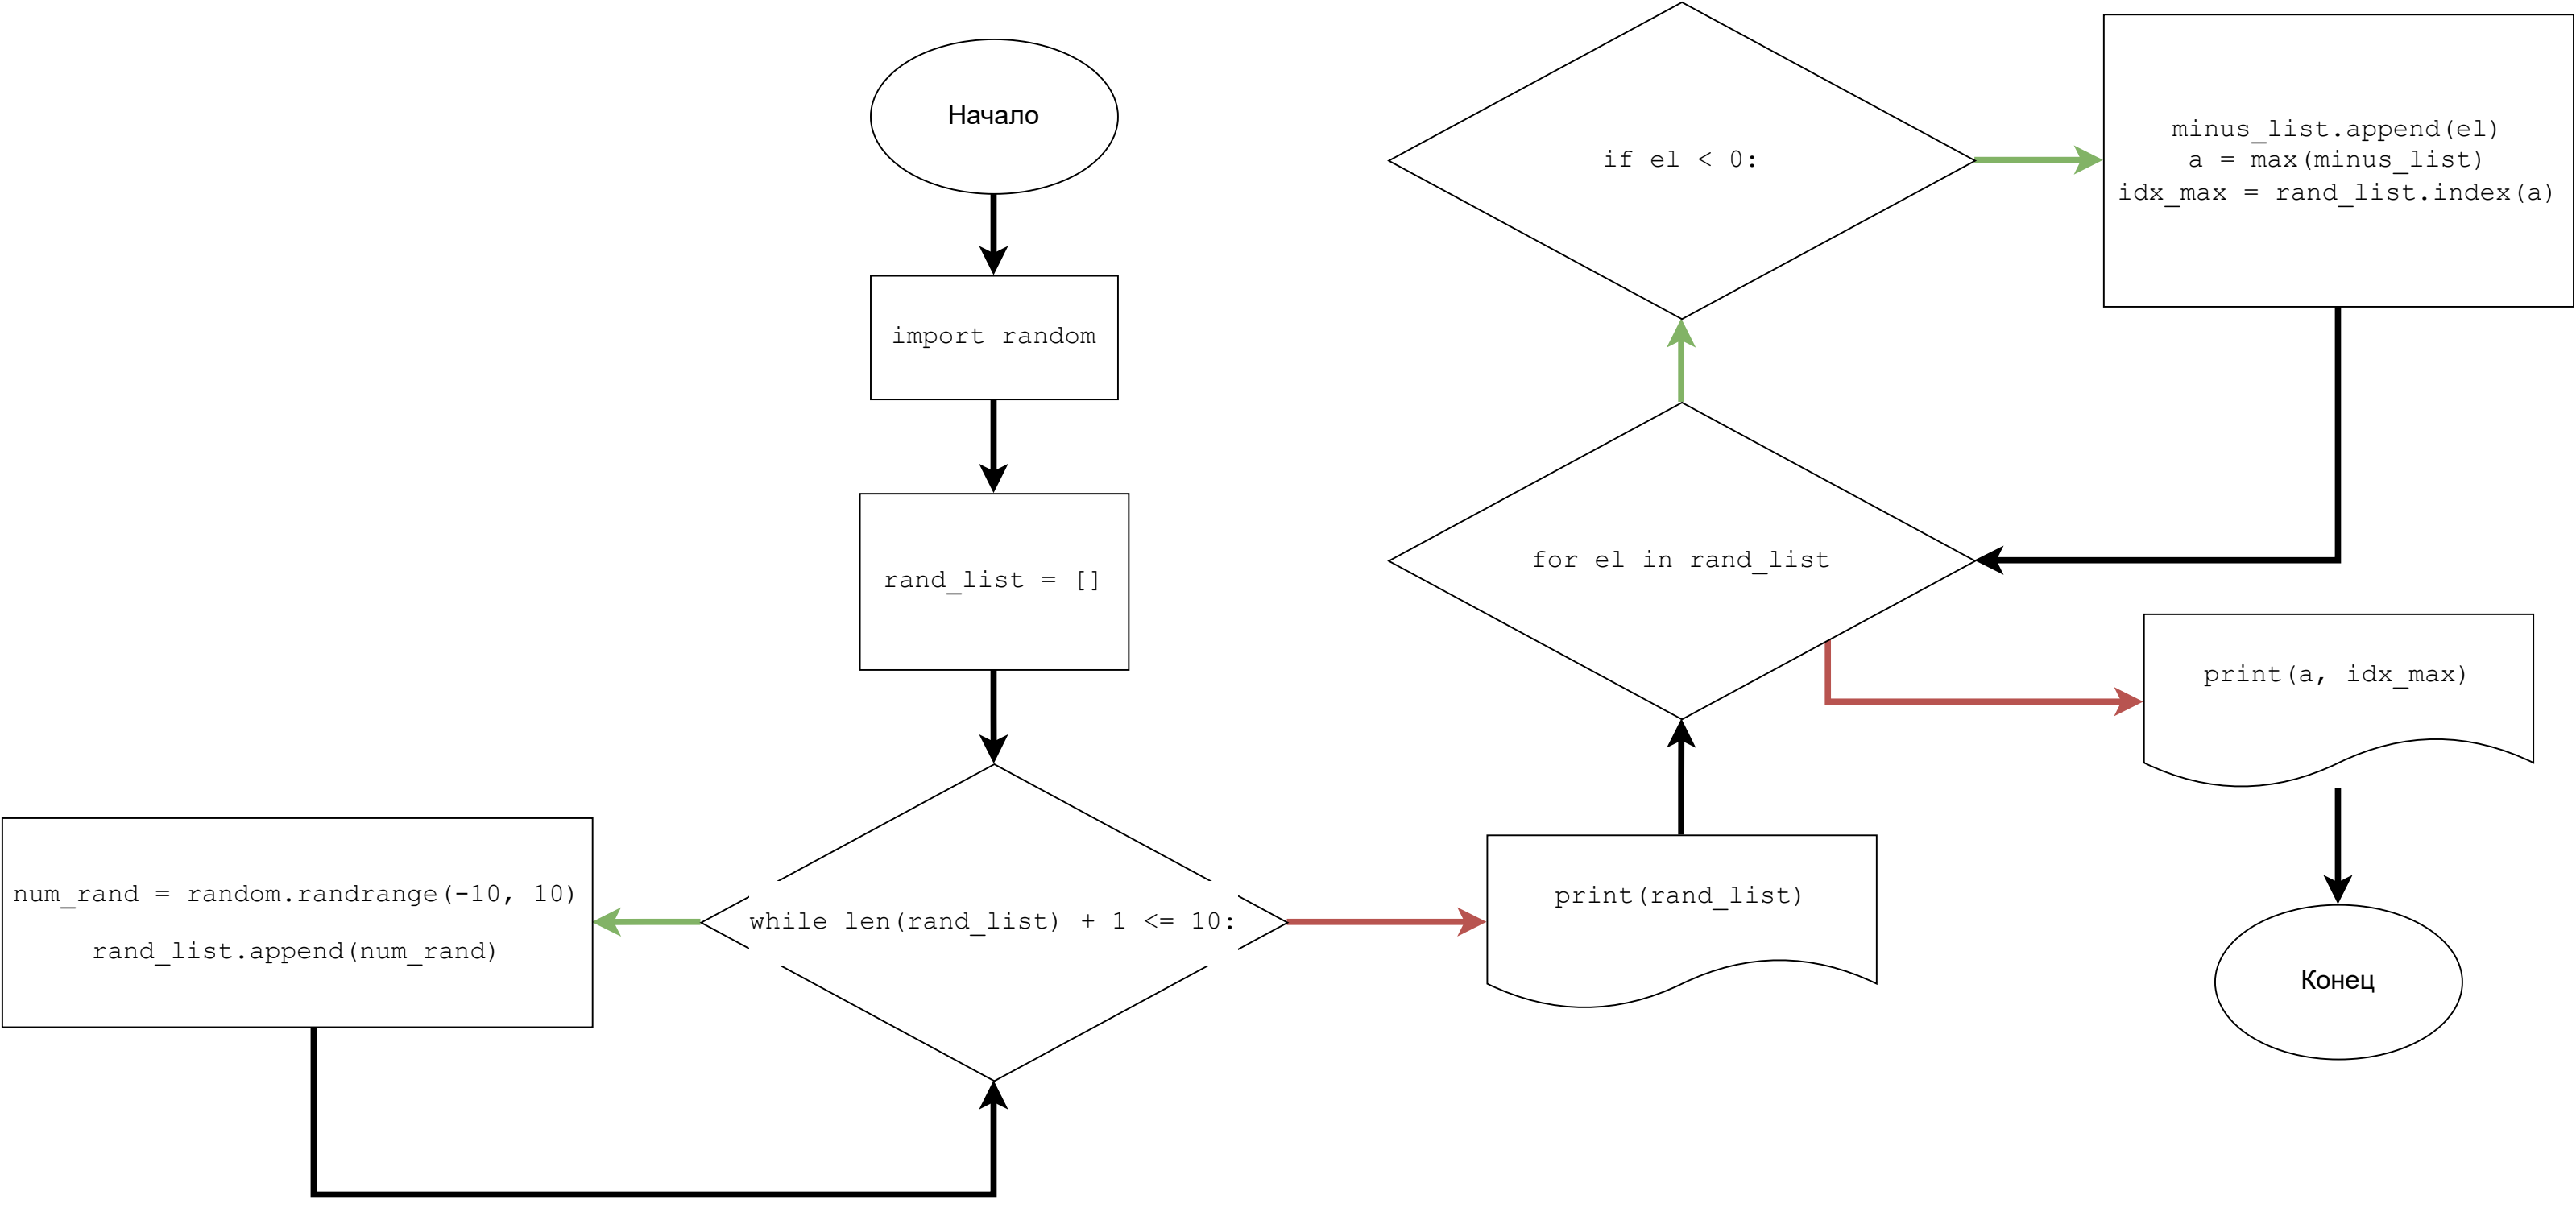 Начало
import random
rand_list = []
while len(rand_list) + 1 <= 10:
num_rand = random.randrange(-10, 10)
rand_list.append(num_rand)
print(rand_list)
for el in rand_list
if el < 0:
minus_list.append(el)
a = max(minus_list)
idx_max = rand_list.index(a)
print(a, idx_max)
Конец